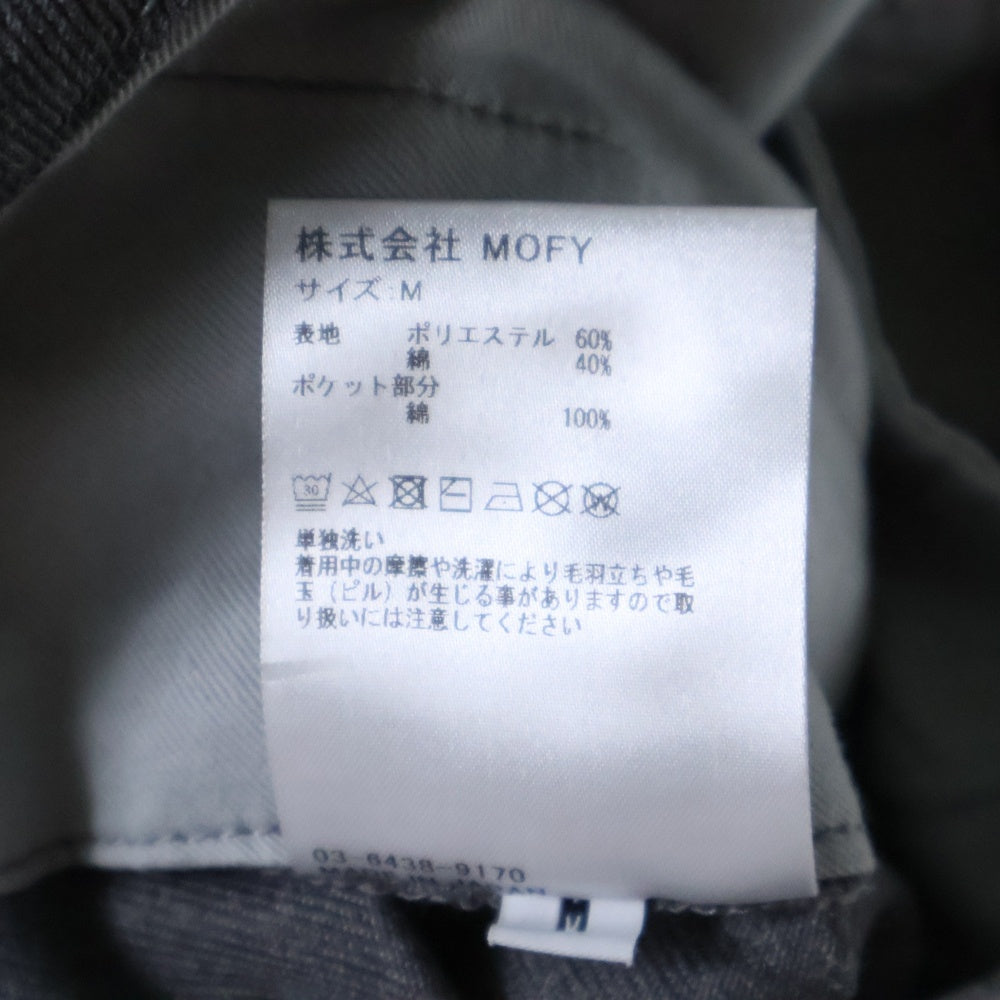 株式会社 MOFY
サイズ M
表地 ポリエステル 60%
綿 40%
ポケット部分
綿 100%
30
単独洗い
着用中の摩擦や洗濯により毛羽立ちや毛
玉（ピル）が生じる事がありますので取
り扱いには注意してください
03-6438-9170
MADE IN JAPAN
M